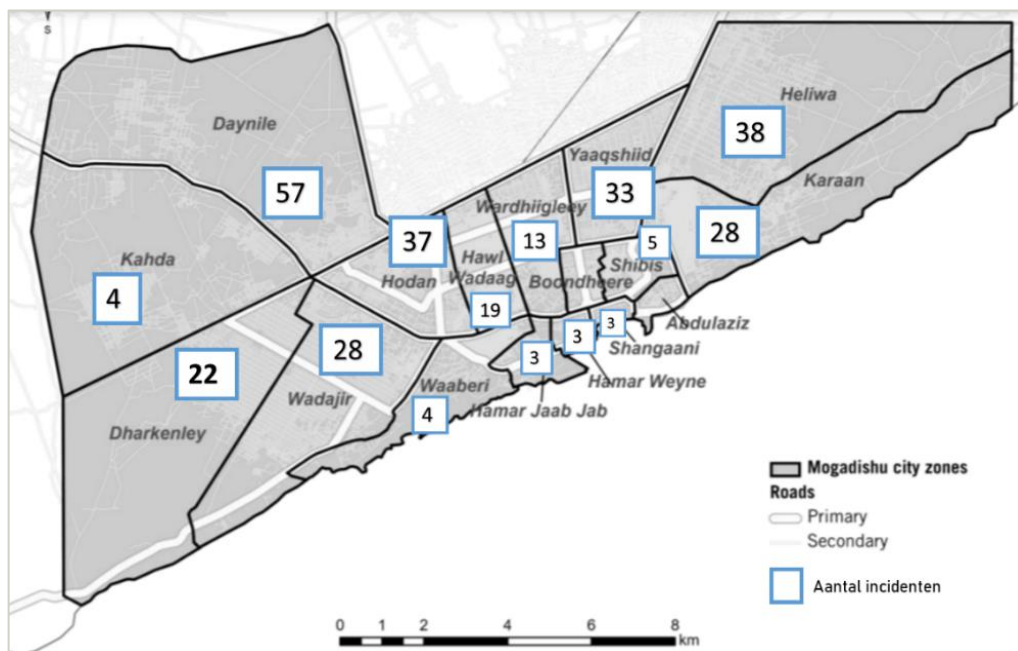 S
Daynile
Heliwa
38
Yaaqshiid
Karaan
57
33
Wardhiigleey
37
13
5
28
Kahda
Hawl
Wadaag
Shibis
Hodan
Boondheere
4
19
3
Abdulaziz
28
3
Shangaani
22
3
Waaberi
Hamar Weyne
Wadajir
4
Hamar Jaab Jab
Dharkenley
Mogadishu city zones
Roads
Primary
Secondary
Aantal incidenten
0 1 2 4 6 8
km